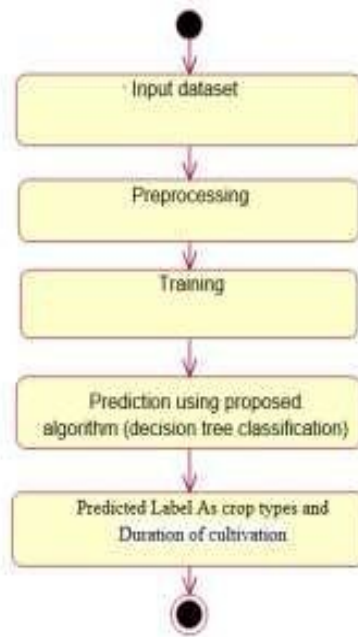 Input dataset
Preprocessing
Training
Prediction using proposed
algorithm (decision tree classification)
Predicted Label As crop types and
Duration of cultivation